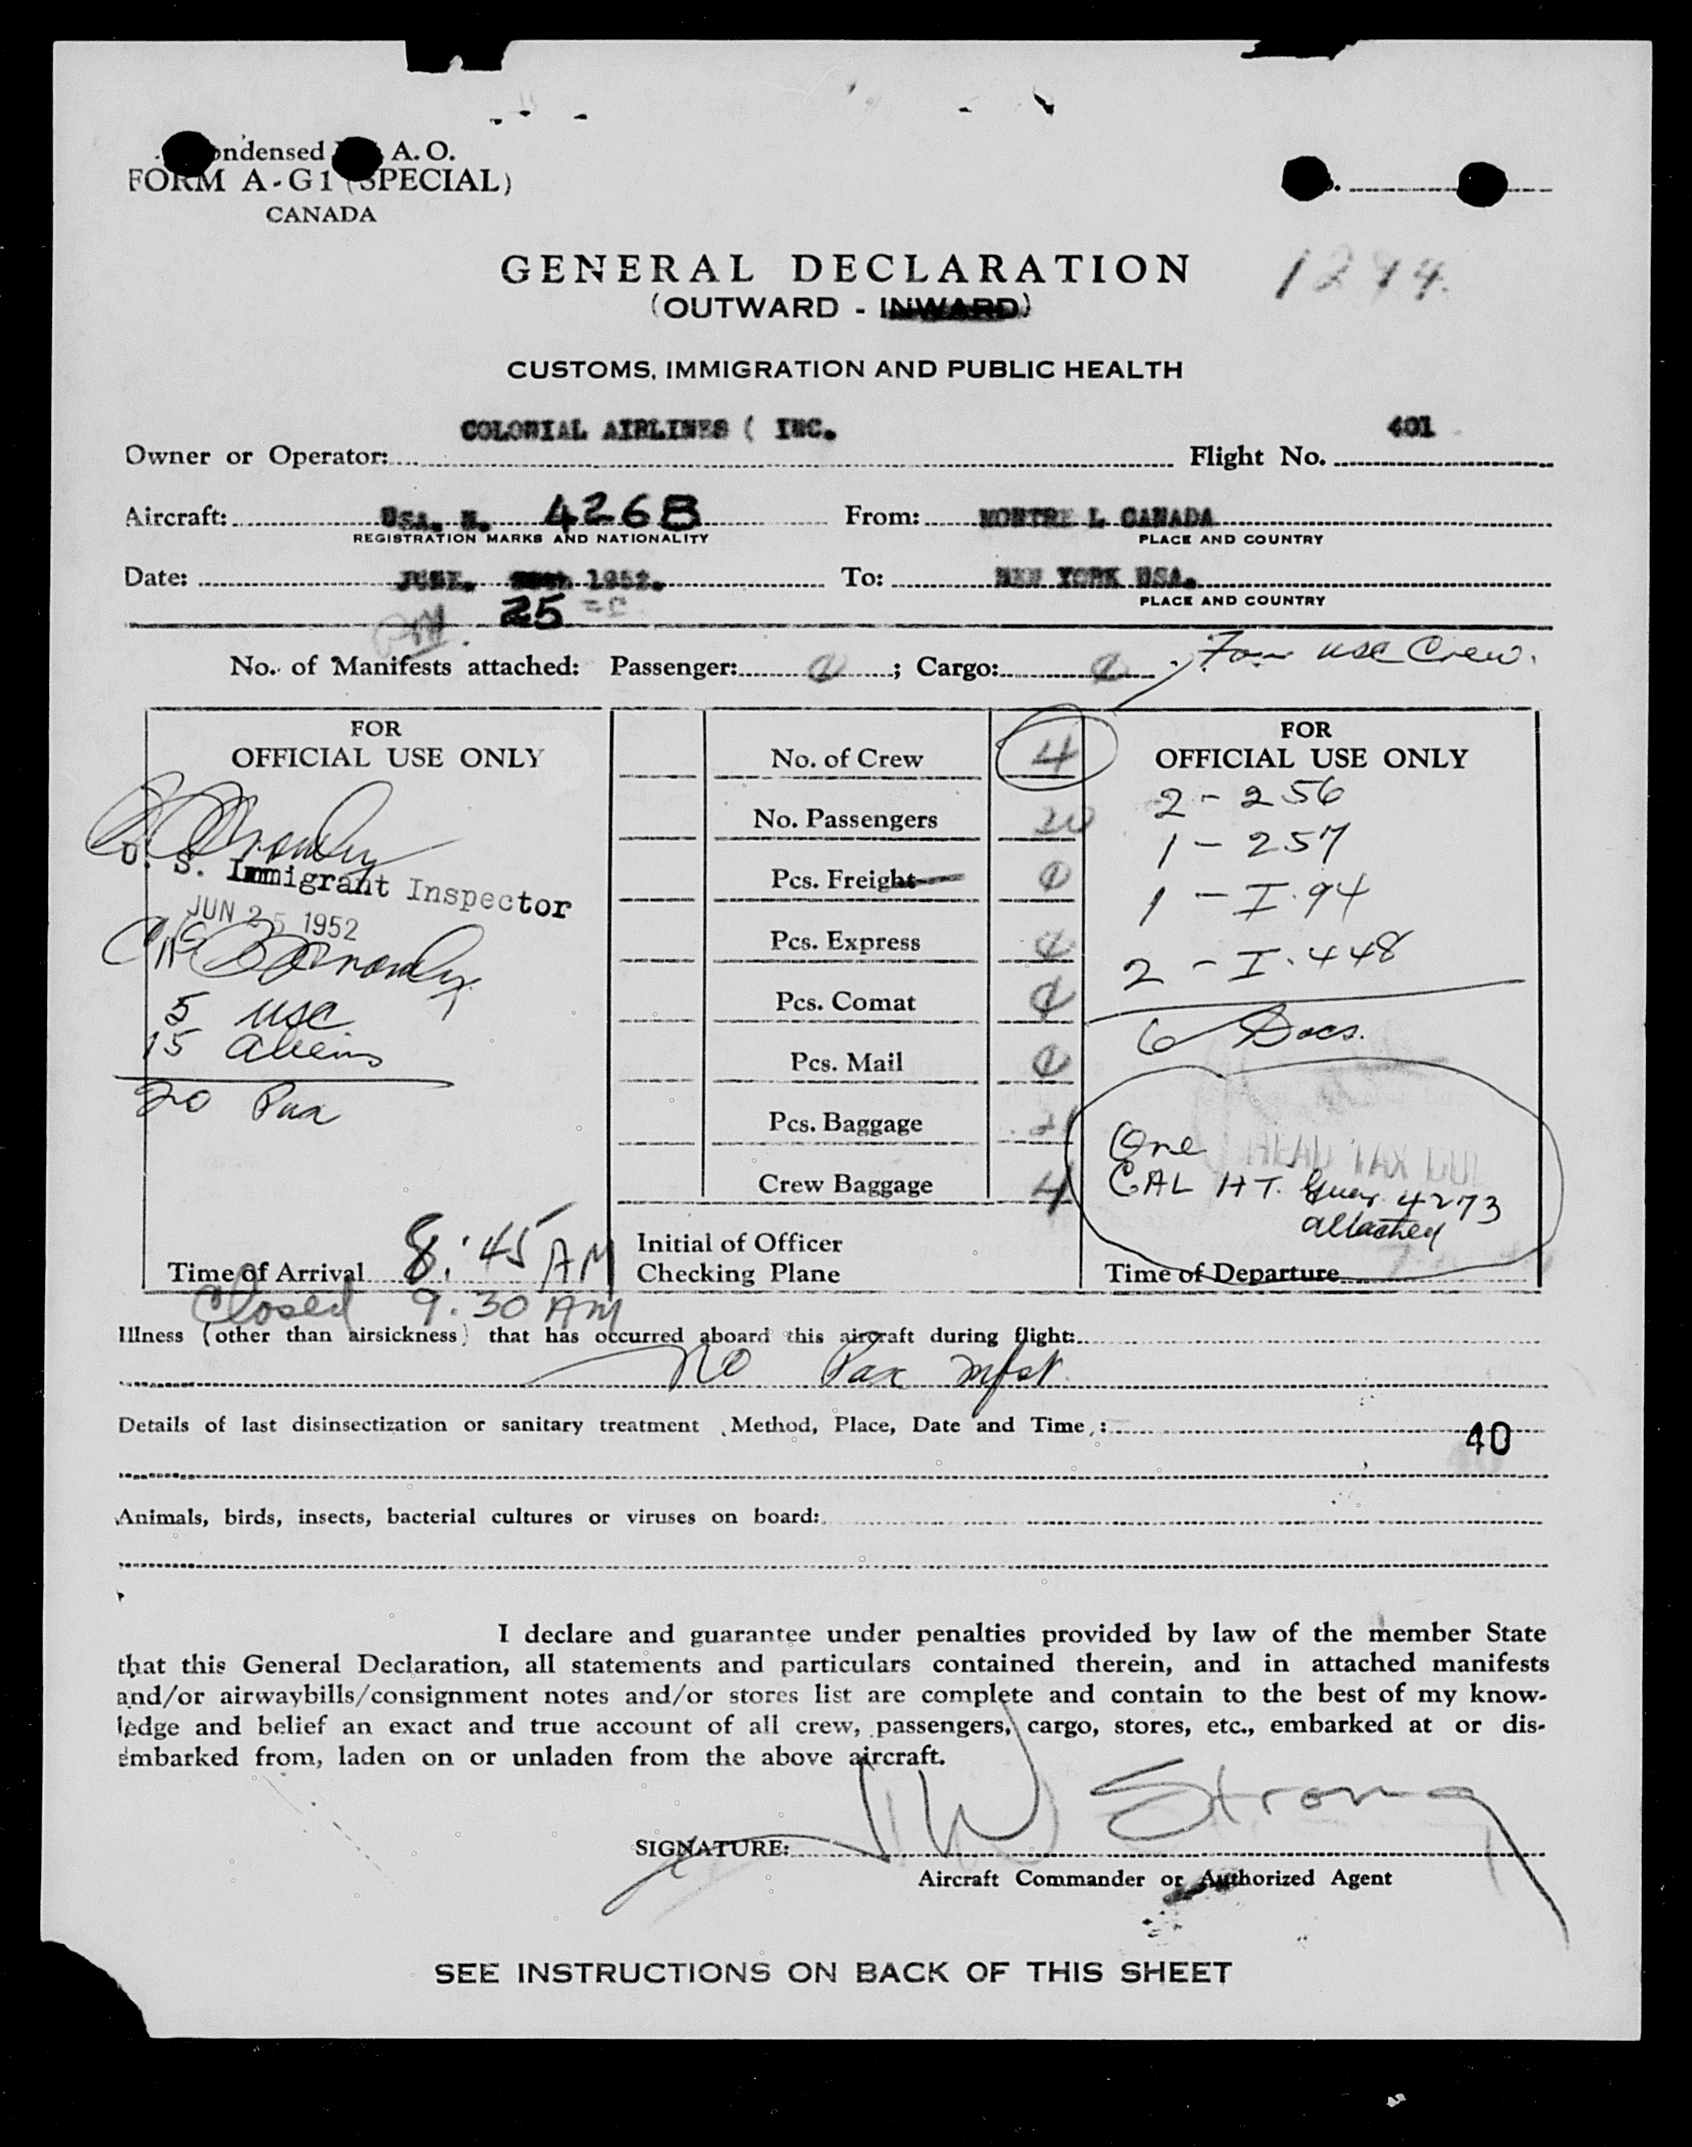 ondensed A. O.
FORM A-G1 (SPECIAL)
CANADA
GENERAL DECLARATION
1294.
(OUTWARD - INWARD)
CUSTOMS, IMMIGRATION AND PUBLIC HEALTH
COLONIAL AIRLINES ( INC.
Owner or Operator:
Flight No. 401
Aircraft: USA. N. 4268
From: MONTRE L CANADA
REGISTRATION MARKS AND NATIONALITY
PLACE AND COUNTRY
Date: JUNE. 1952.
To: NEW YORK USA.
25
PLACE AND COUNTRY
No. of Manifests attached: Passenger: 0; Cargo: 0
Four USC Crew.
FOR
OFFICIAL USE ONLY
U. S. Immigrant Inspector
JUN 25 1952
5 USC
15 aliens
20 Pax
Time of Arrival 8:45 AM
Closed 9.30 AM
No. of Crew 4
No. Passengers 20
Pcs. Freight 0
Pcs. Express 0
Pcs. Comat 0
Pcs. Mail 0
Pcs. Baggage
Crew Baggage 4
Initial of Officer
Checking Plane
FOR
OFFICIAL USE ONLY
2 - 256
1 - 257
1 - I.94
2 - I.448
6 Docs.
HEAD TAX
One
CAL HT. Guar 4273
attached
Time of Departure
Illness (other than airsickness) that has occurred aboard this aircraft during flight:
No Pax Mfst
Details of last disinsectization or sanitary treatment (Method, Place, Date and Time):
40
Animals, birds, insects, bacterial cultures or viruses on board:
I declare and guarantee under penalties provided by law of the member State
that this General Declaration, all statements and particulars contained therein, and in attached manifests
and/or airwaybills/consignment notes and/or stores list are complete and contain to the best of my know-
ledge and belief an exact and true account of all crew, passengers, cargo, stores, etc., embarked at or dis-
embarked from, laden on or unladen from the above aircraft.
SIGNATURE: W Strong
Aircraft Commander or Authorized Agent
SEE INSTRUCTIONS ON BACK OF THIS SHEET